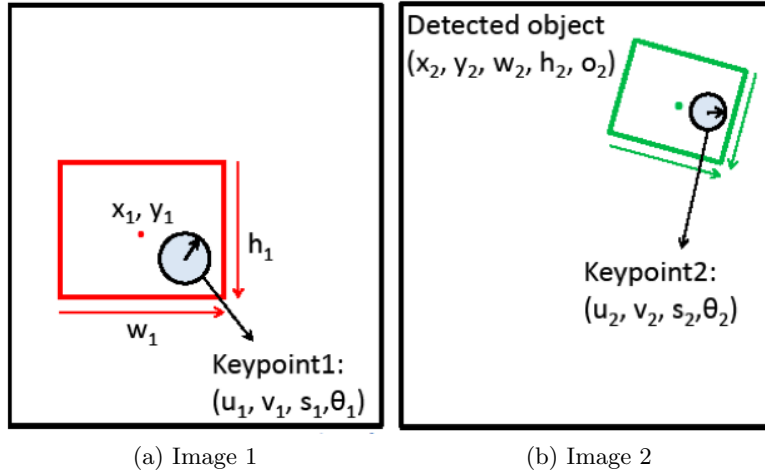 x₁, y₁
h₁
w₁
Keypoint1:
(u₁, v₁, s₁,θ₁)
(a) Image 1
Detected object
(x₂, y₂, w₂, h₂, o₂)
Keypoint2:
(u₂, v₂, s₂,θ₂)
(b) Image 2